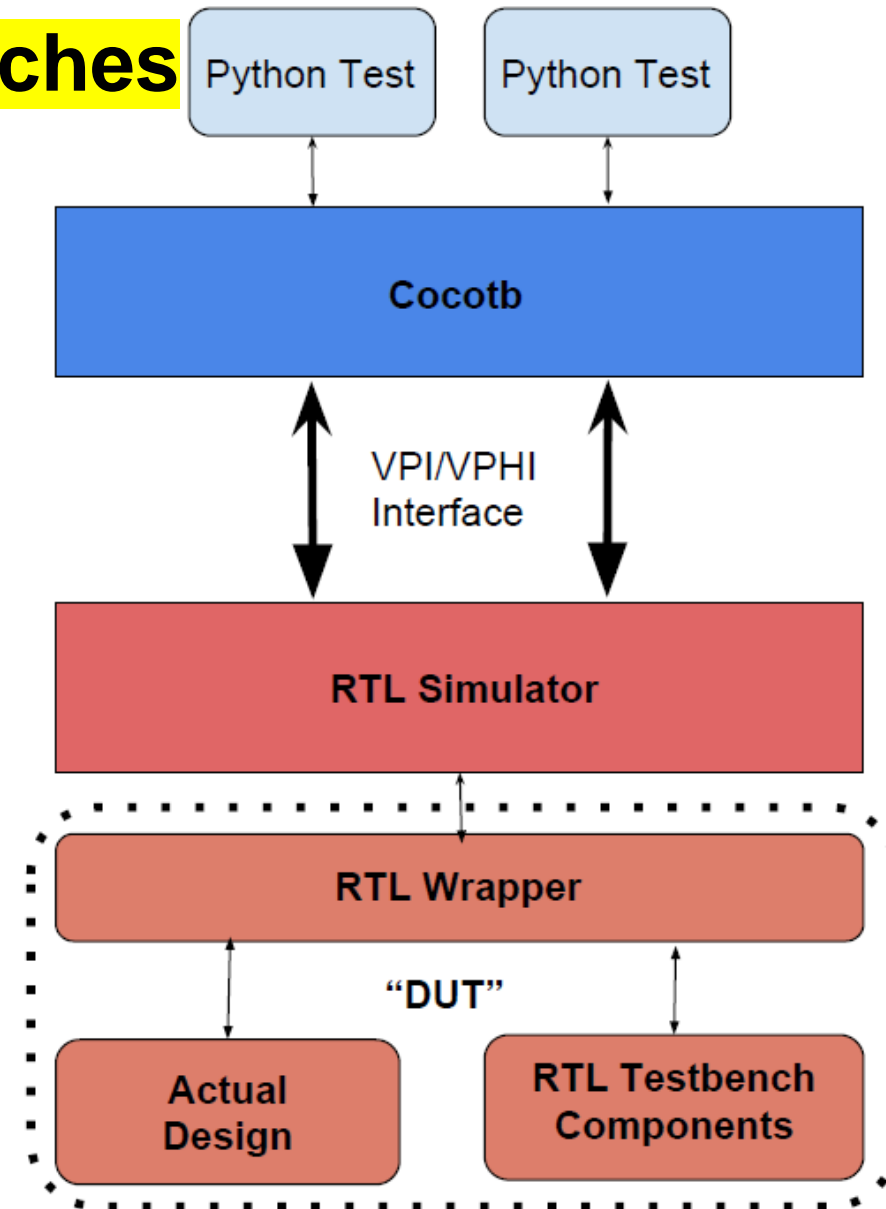 ches
Python Test
Python Test
Cocotb
VPI/VPHI
Interface
RTL Simulator
RTL Wrapper
“DUT”
Actual
Design
RTL Testbench
Components